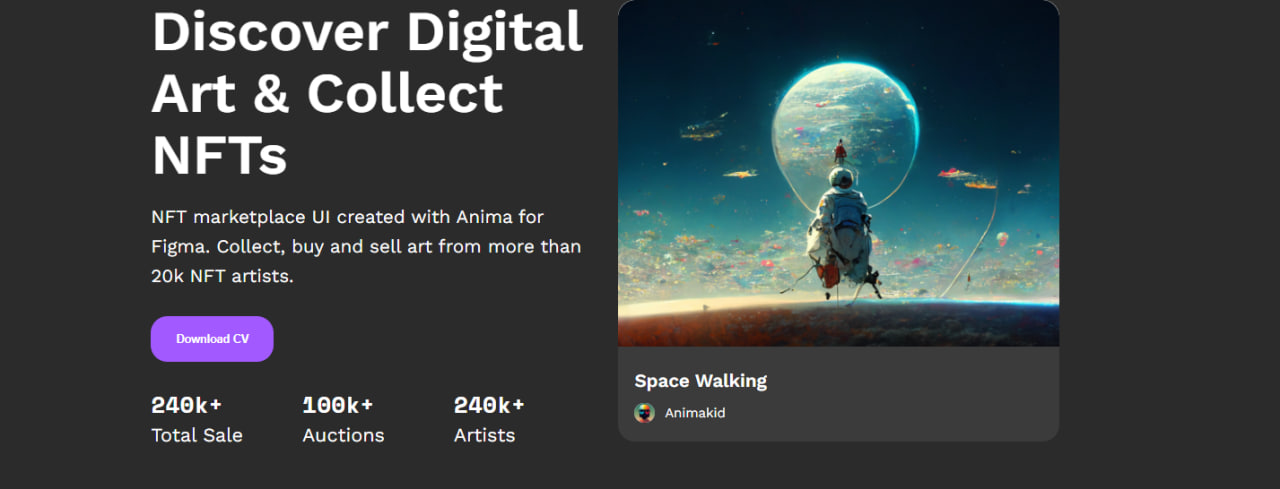 Discover Digital
Art & Collect
NFTs
NFT marketplace UI created with Anima for
Figma. Collect, buy and sell art from more than
20k NFT artists.
Download CV
240k+ 100k+ 240k+
Total Sale Auctions Artists
Space Walking
Animakid